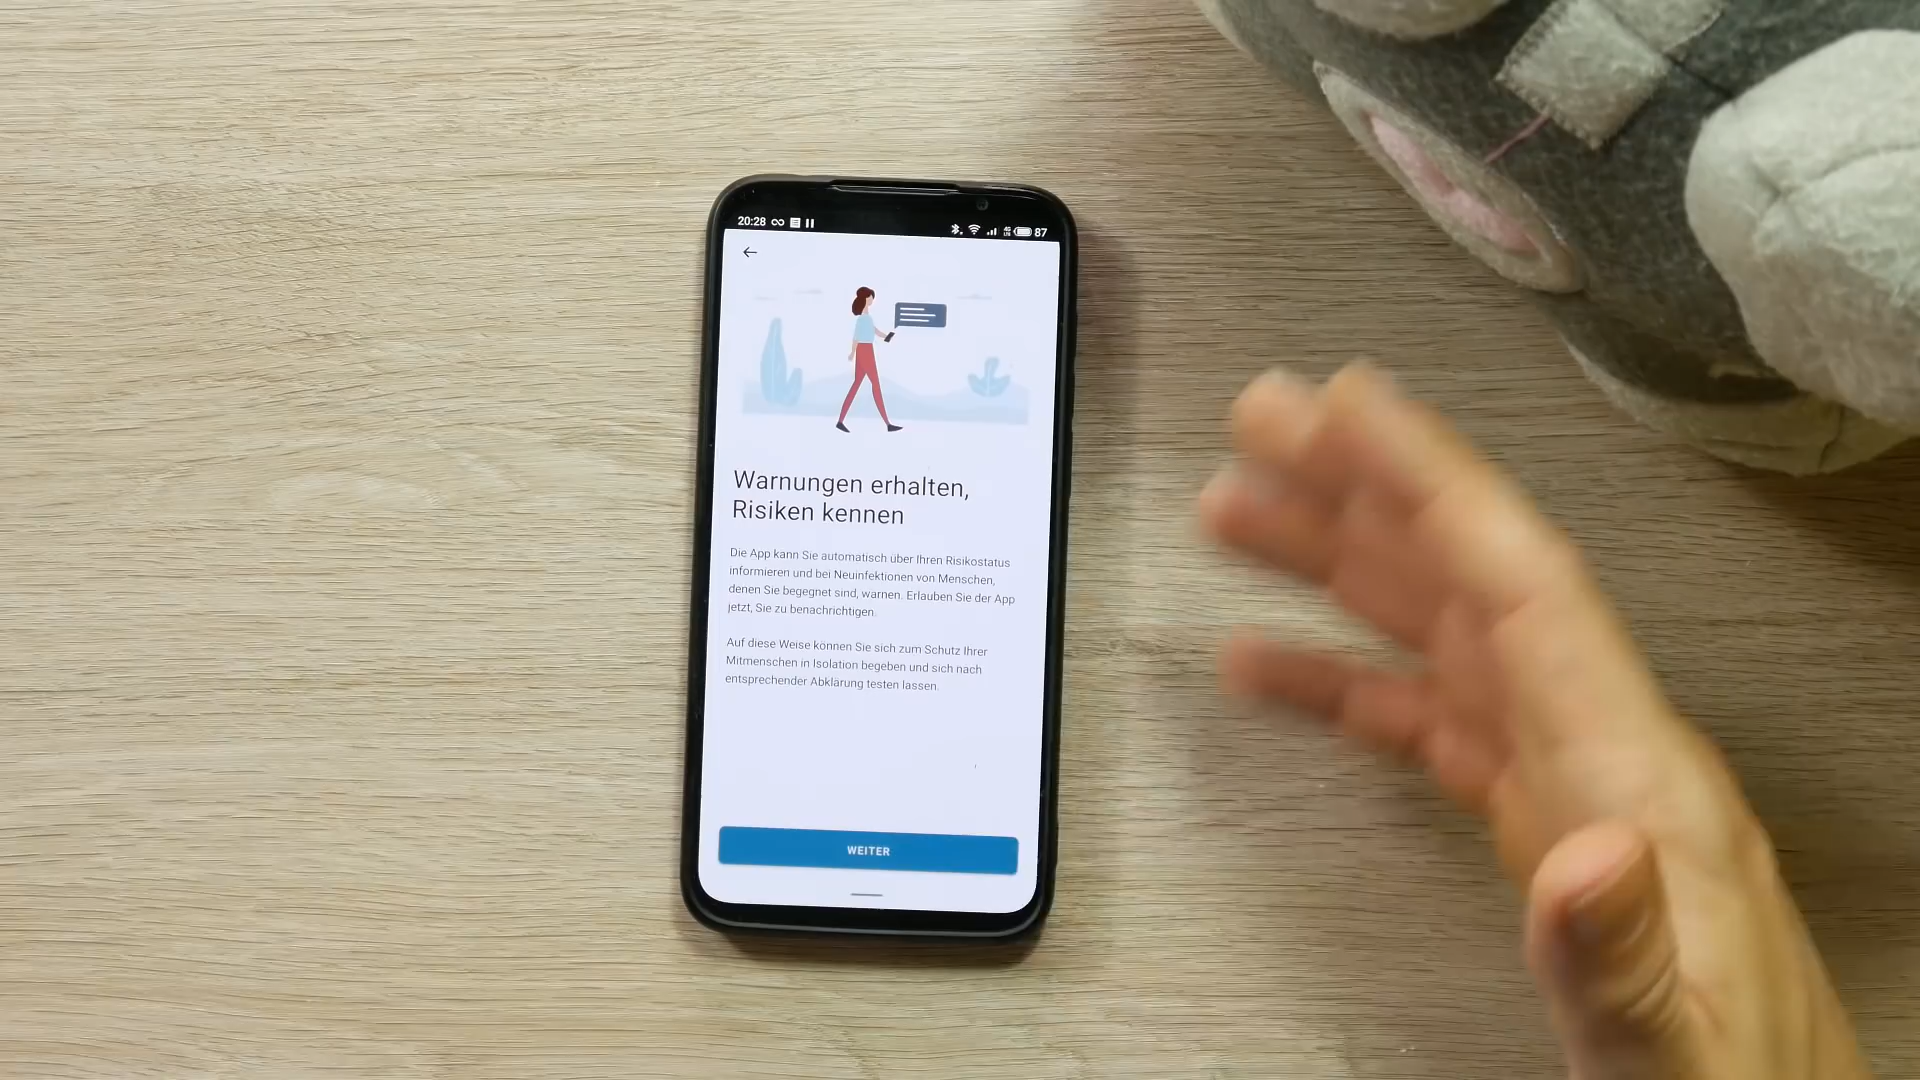 20:28
87
Warnungen erhalten,
Risiken kennen
Die App kann Sie automatisch über Ihren Risikostatus
informieren und bei Neuinfektionen von Menschen,
denen Sie begegnet sind, warnen. Erlauben Sie der App
jetzt, Sie zu benachrichtigen.
Auf diese Weise können Sie sich zum Schutz Ihrer
Mitmenschen in Isolation begeben und sich nach
entsprechender Abklärung testen lassen.
WEITER